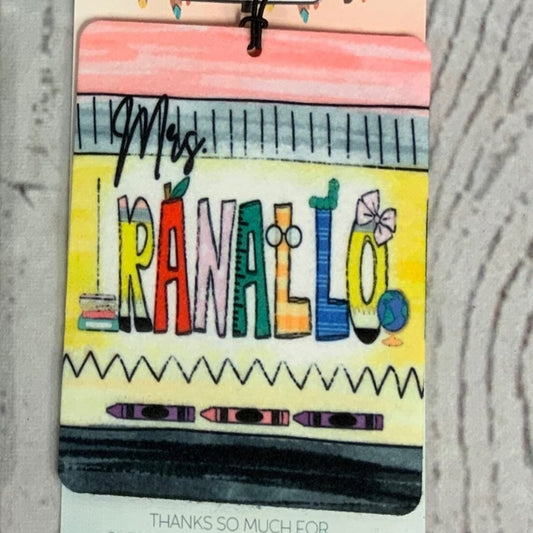 Mrs.
RANALLO
THANKS SO MUCH FOR